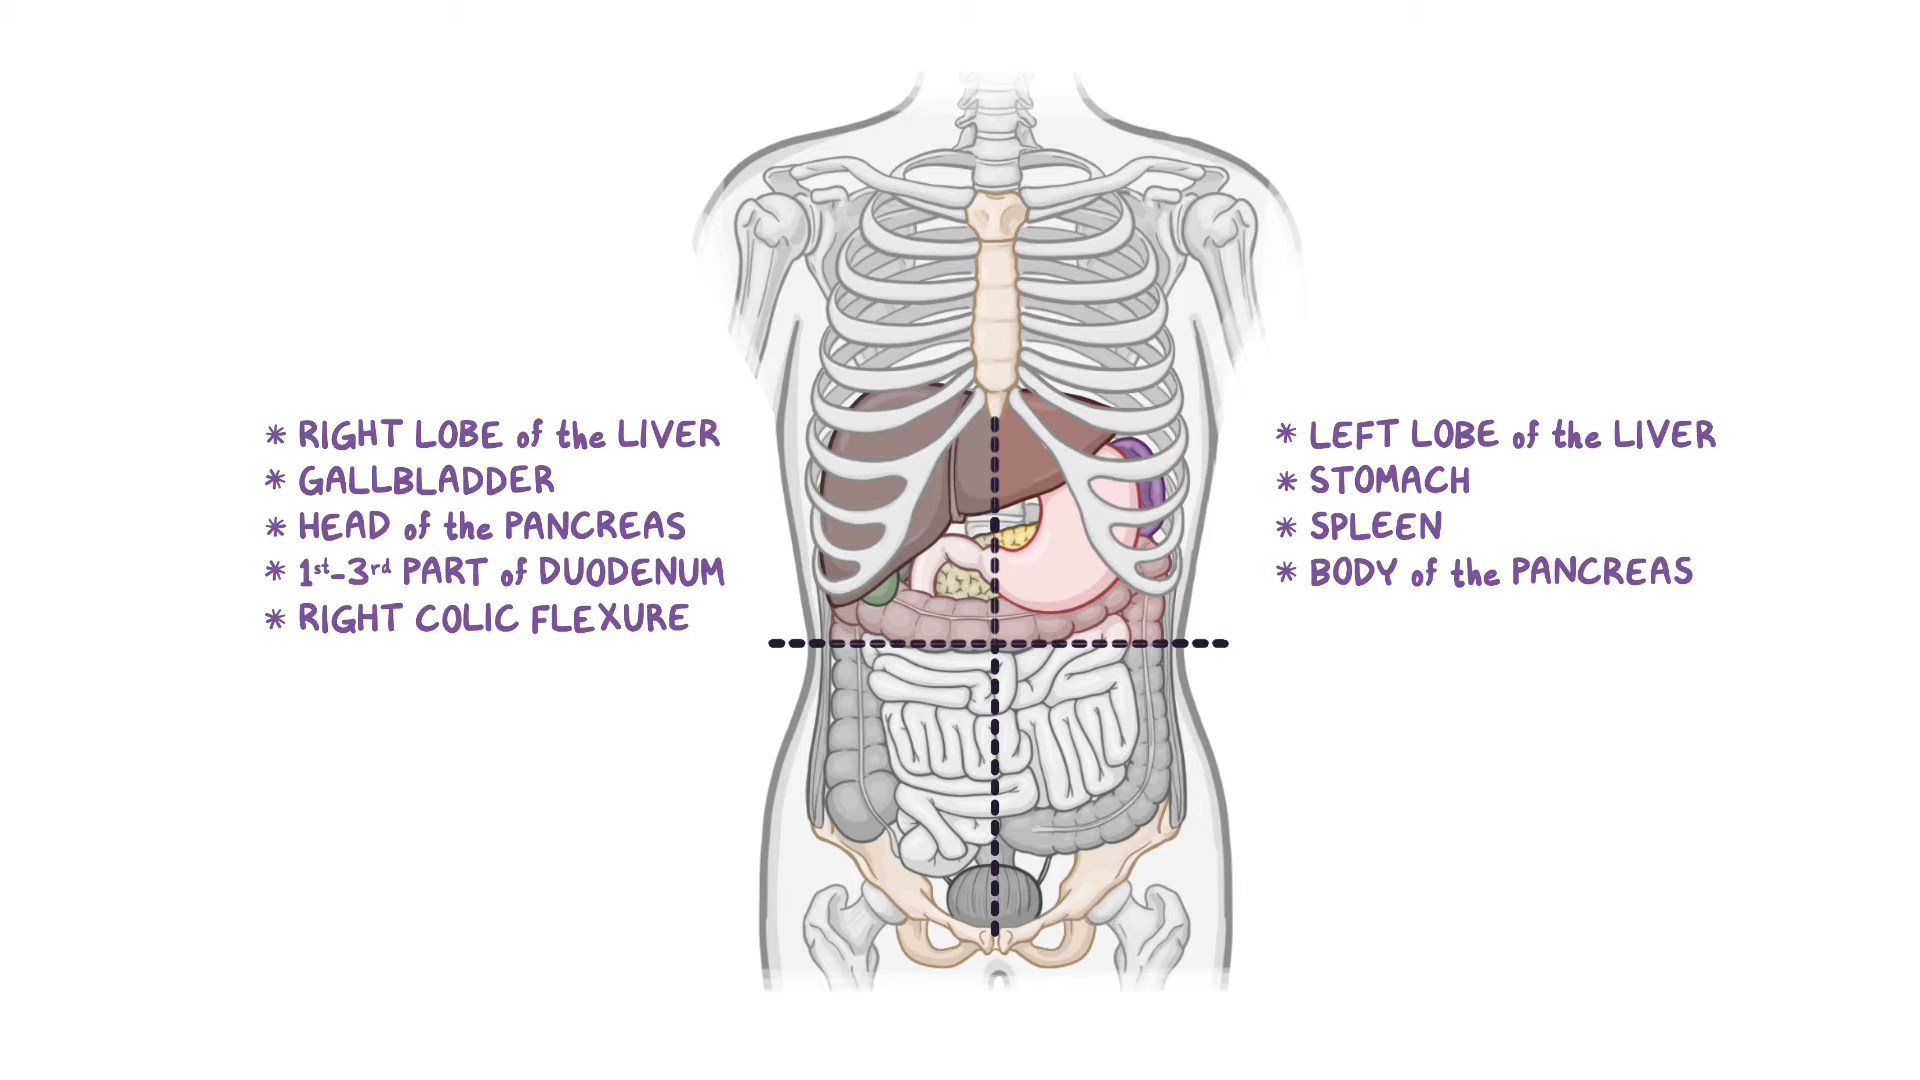 * RIGHT LOBE of the LIVER
* GALLBLADDER
* HEAD of the PANCREAS
* 1st-3rd PART of DUODENUM
* RIGHT COLIC FLEXURE
* LEFT LOBE of the LIVER
* STOMACH
* SPLEEN
* BODY of the PANCREAS